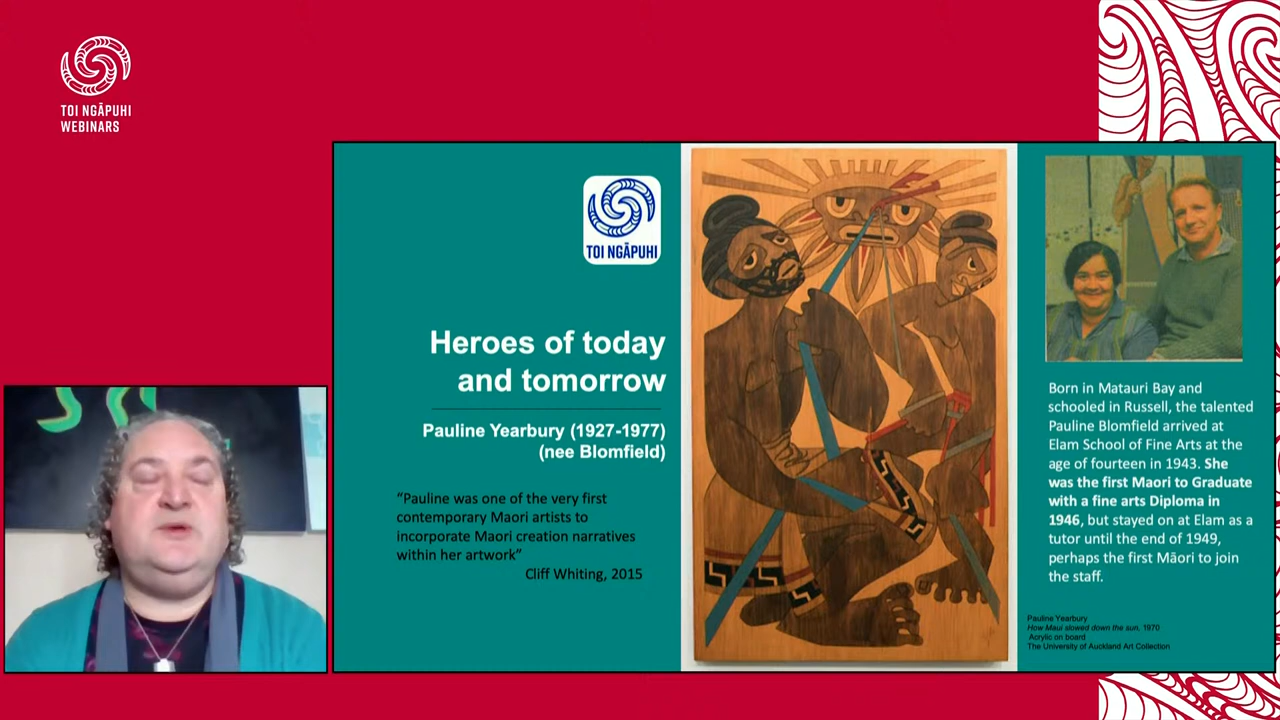 TOI NGĀPUHI
WEBINARS
TOI NGĀPUHI
Heroes of today
and tomorrow
Pauline Yearbury (1927-1977)
(nee Blomfield)
“Pauline was one of the very first
contemporary Maori artists to
incorporate Maori creation narratives
within her artwork”
Cliff Whiting, 2015
Born in Matauri Bay and
schooled in Russell, the talented
Pauline Blomfield arrived at
Elam School of Fine Arts at the
age of fourteen in 1943. She
was the first Maori to Graduate
with a fine arts Diploma in
1946, but stayed on at Elam as a
tutor until the end of 1949,
perhaps the first Māori to join
the staff.
Pauline Yearbury
How Maui slowed down the sun, 1970
Acrylic on board
The University of Auckland Art Collection